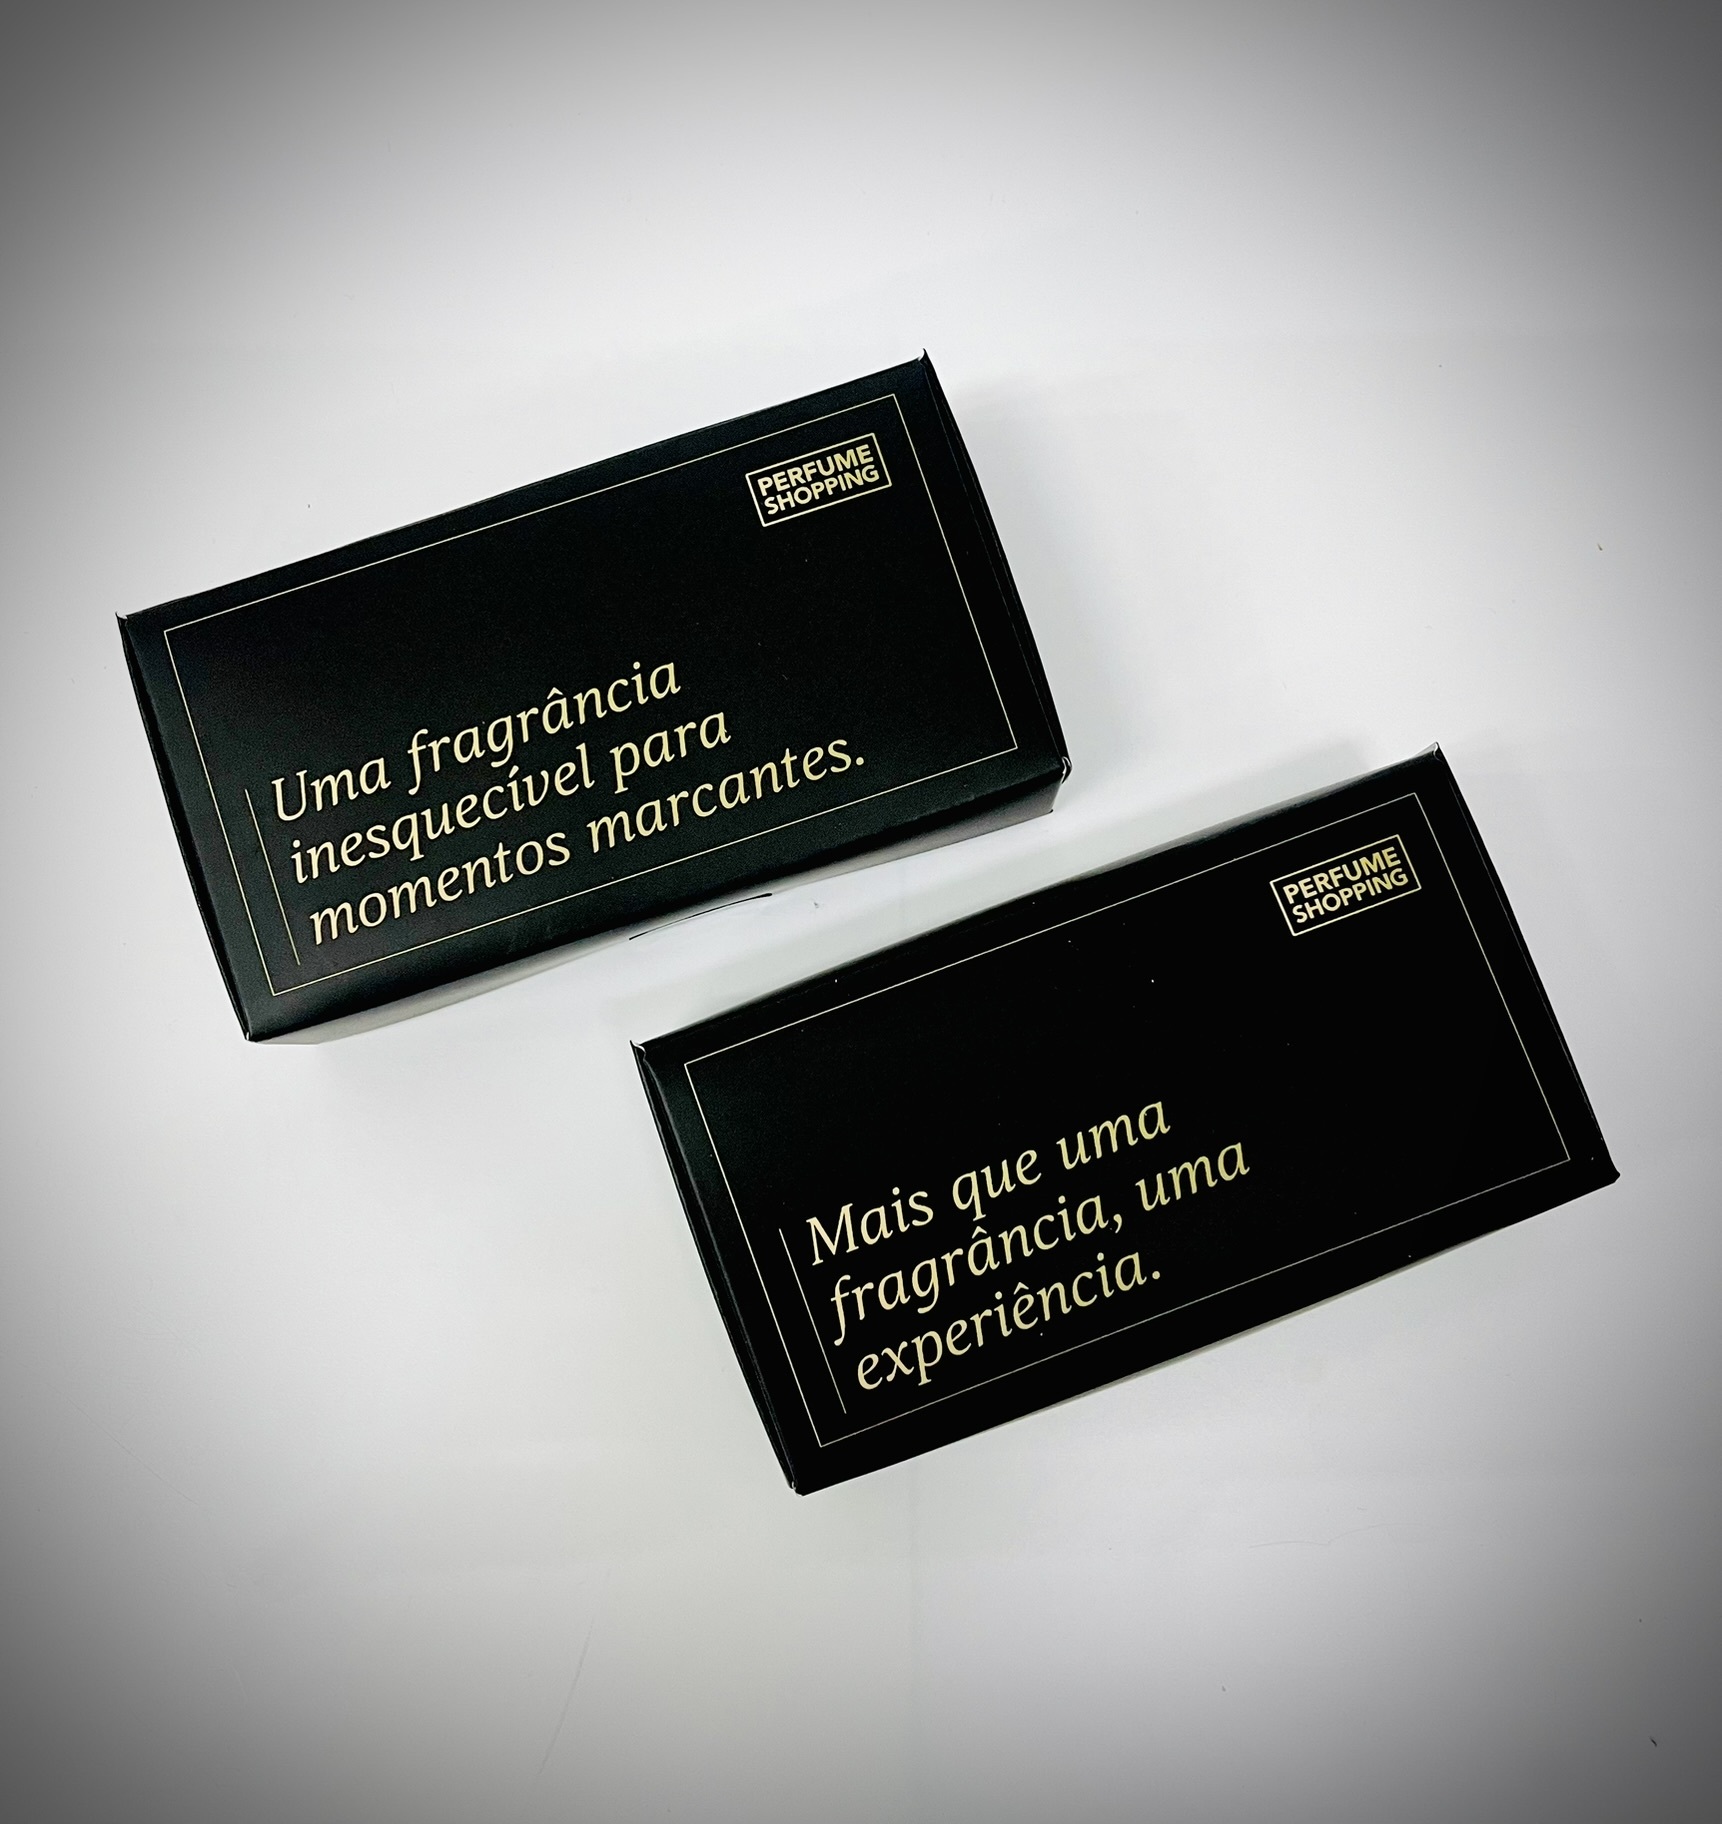 PERFUME
SHOPPING
Uma fragrância
inesquecível para
momentos marcantes.
PERFUME
SHOPPING
Mais que uma
fragrância, uma
experiência.